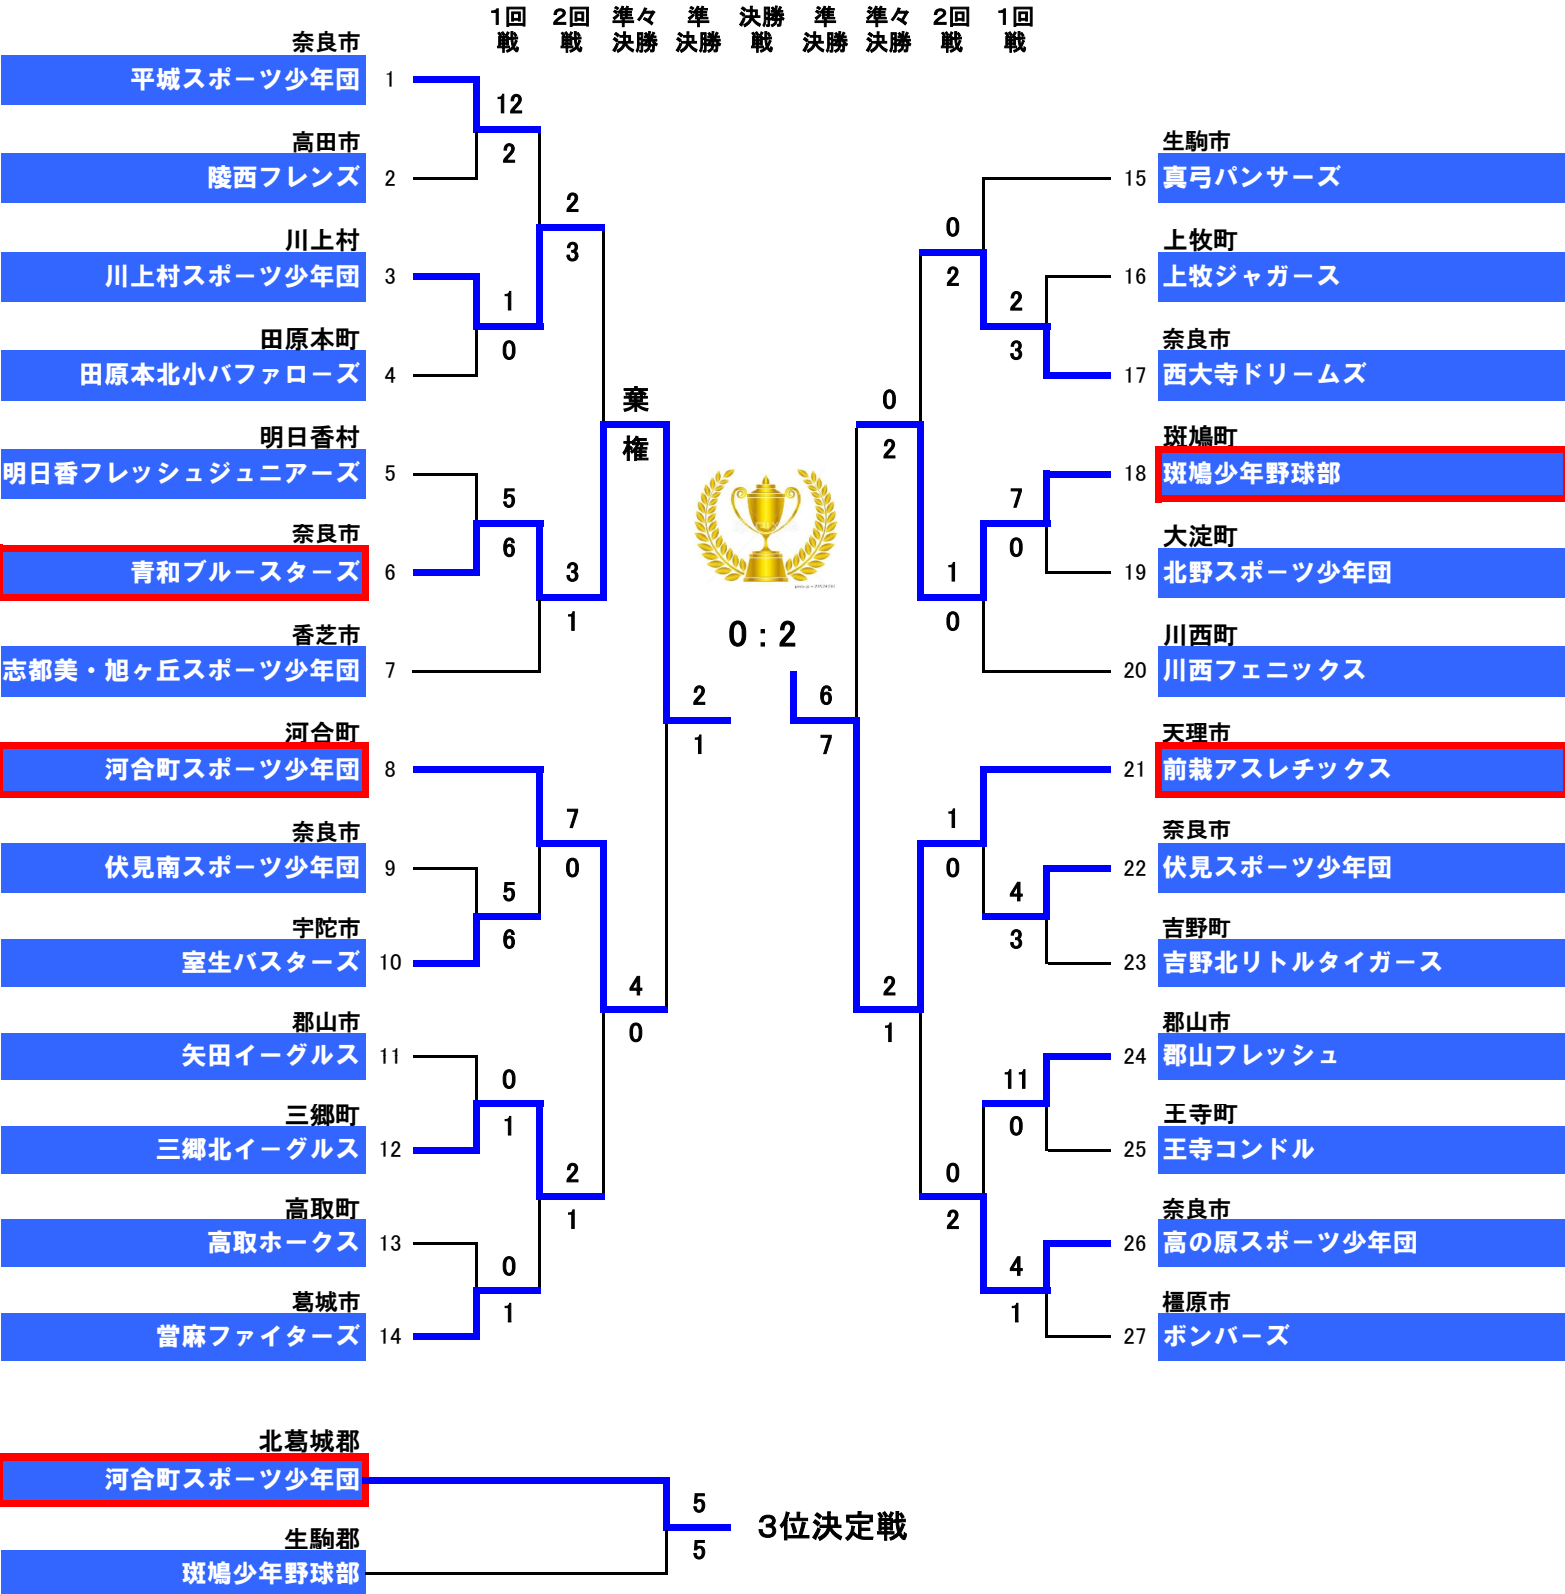 1回戦
2回戦
準々決勝
準決勝
決勝戦
準決勝
準々決勝
2回戦
1回戦
奈良市
平城スポーツ少年団 1
高田市
陵西フレンズ 2
12
2
川上村
川上村スポーツ少年団 3
田原本町
田原本北小バファローズ 4
1
0
2
3
明日香村
明日香フレッシュジュニアーズ 5
奈良市
青和ブルースターズ 6
5
6
香芝市
志都美・旭ヶ丘スポーツ少年団 7
3
1
棄
権
河合町
河合町スポーツ少年団 8
奈良市
伏見南スポーツ少年団 9
宇陀市
室生バスターズ 10
5
6
7
0
郡山市
矢田イーグルス 11
三郷町
三郷北イーグルス 12
0
1
高取町
高取ホークス 13
葛城市
當麻ファイターズ 14
0
1
2
1
4
0
2
1
0 : 2
6
7
生駒市
15 真弓パンサーズ
上牧町
16 上牧ジャガース
奈良市
17 西大寺ドリームズ
2
3
0
2
斑鳩町
18 斑鳩少年野球部
大淀町
19 北野スポーツ少年団
7
0
川西町
20 川西フェニックス
1
0
0
2
天理市
21 前栽アスレチックス
奈良市
22 伏見スポーツ少年団
吉野町
23 吉野北リトルタイガース
4
3
1
0
郡山市
24 郡山フレッシュ
王寺町
25 王寺コンドル
11
0
奈良市
26 高の原スポーツ少年団
橿原市
27 ボンバーズ
4
1
0
2
2
1
北葛城郡
河合町スポーツ少年団
生駒郡
斑鳩少年野球部
5
5
3位決定戦